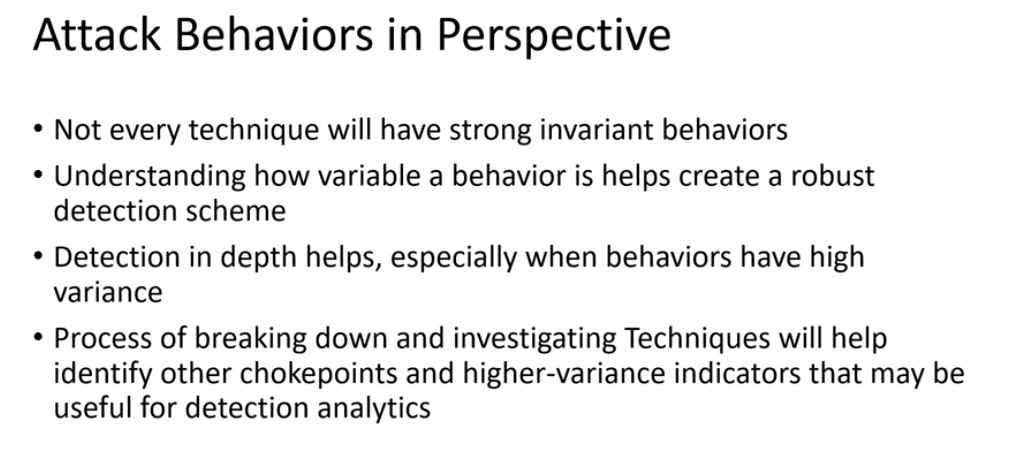 Attack Behaviors in Perspective
• Not every technique will have strong invariant behaviors
• Understanding how variable a behavior is helps create a robust
detection scheme
• Detection in depth helps, especially when behaviors have high
variance
• Process of breaking down and investigating Techniques will help
identify other chokepoints and higher-variance indicators that may be
useful for detection analytics